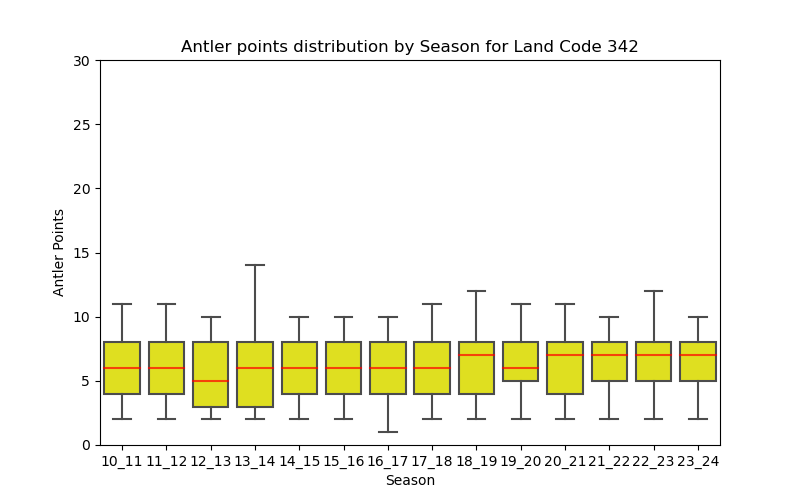 Antler points distribution by Season for Land Code 342
30
25
20
15
10
5
0
Antler Points
10_11 11_12 12_13 13_14 14_15 15_16 16_17 17_18 18_19 19_20 20_21 21_22 22_23 23_24
Season